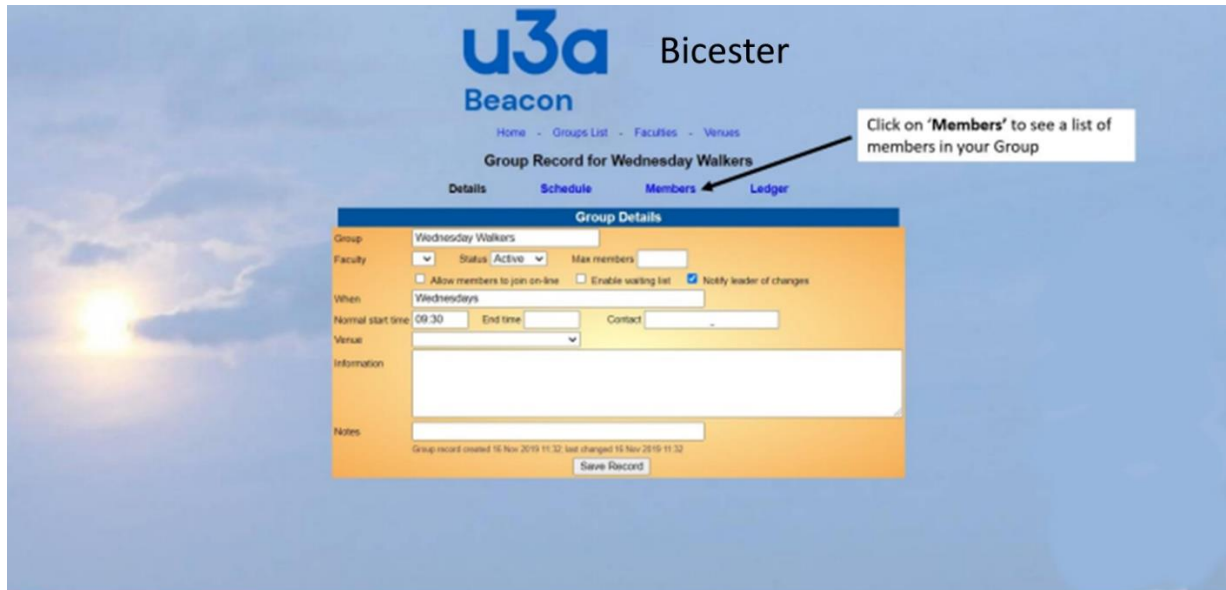 u3a Bicester
Beacon
Home - Groups List - Faculties - Venues
Click on ‘Members’ to see a list of
members in your Group
Group Record for Wednesday Walkers
Details Schedule Members Ledger
Group Details
Group Wednesday Walkers
Faculty Status Active Max members
Allow members to join on-line Enable waiting list Notify leader of changes
When Wednesdays
Normal start time 09:30 End time Contact -
Venue
Information
Notes
Group record created 16 Nov 2019 11:32, last changed 16 Nov 2019 11:32
Save Record